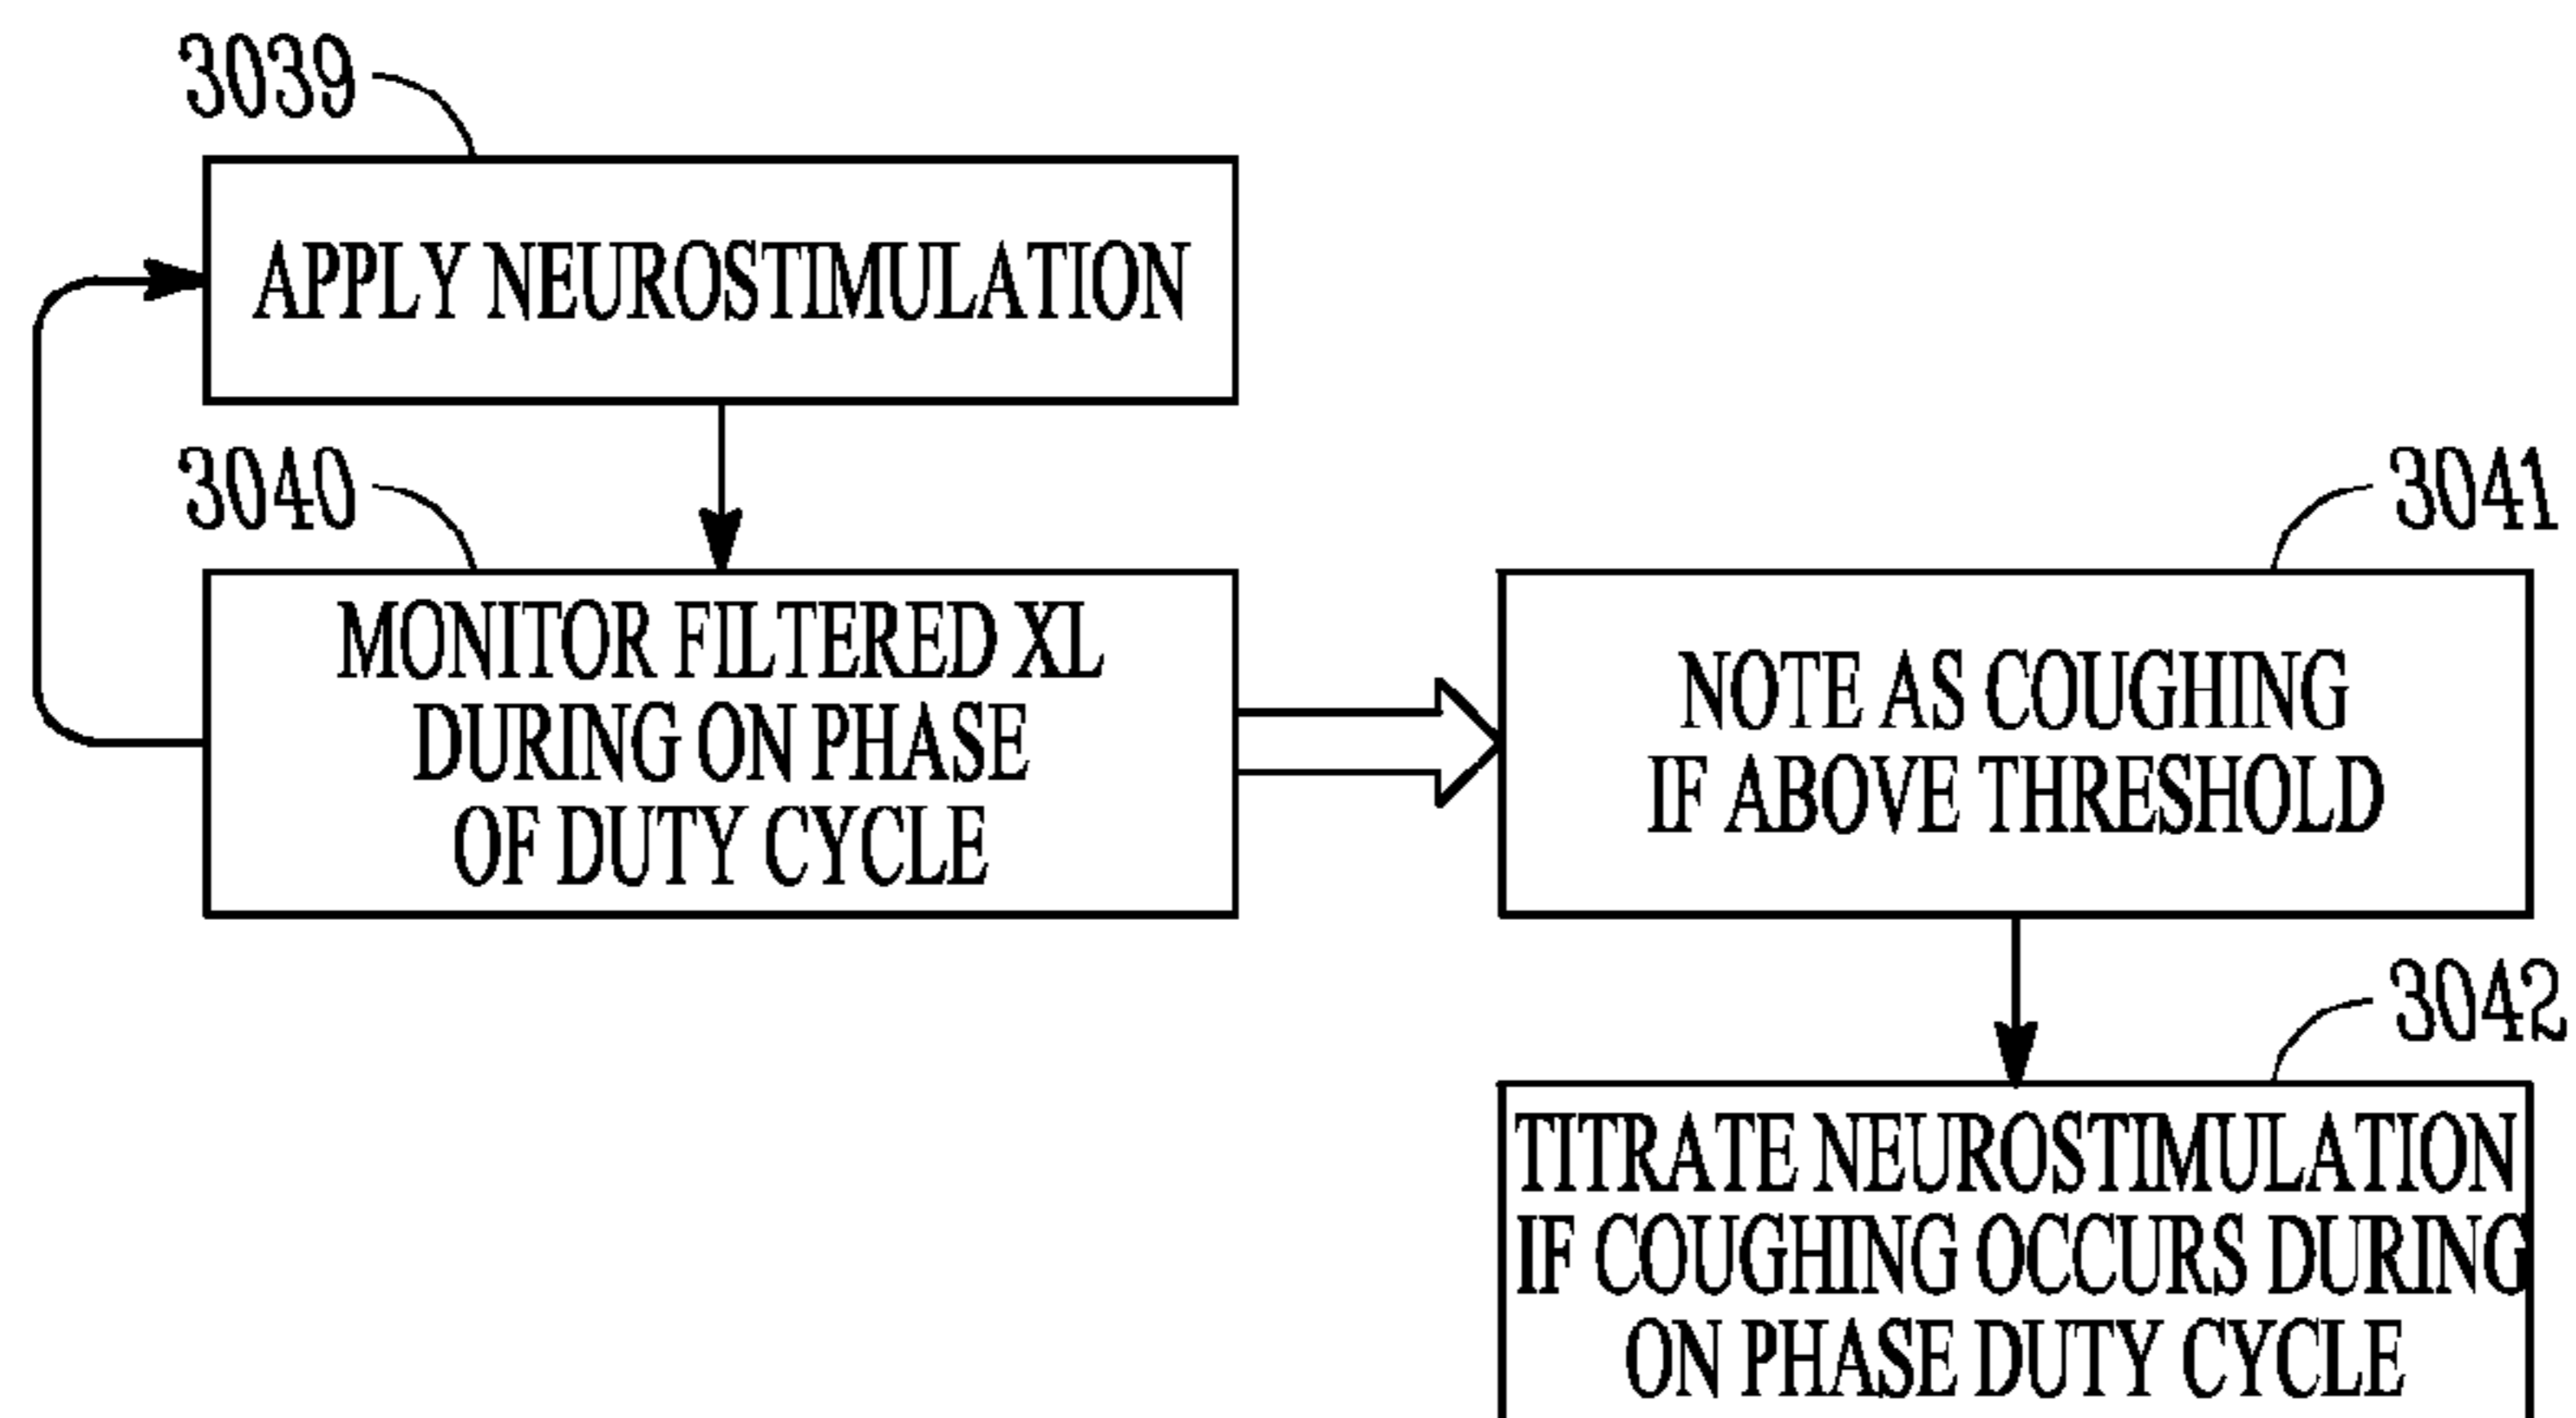 3039
APPLY NEUROSTIMULATION
3040
MONITOR FILTERED XL
DURING ON PHASE
OF DUTY CYCLE
3041
NOTE AS COUGHING
IF ABOVE THRESHOLD
3042
TITRATE NEUROSTIMULATION
IF COUGHING OCCURS DURING
ON PHASE DUTY CYCLE